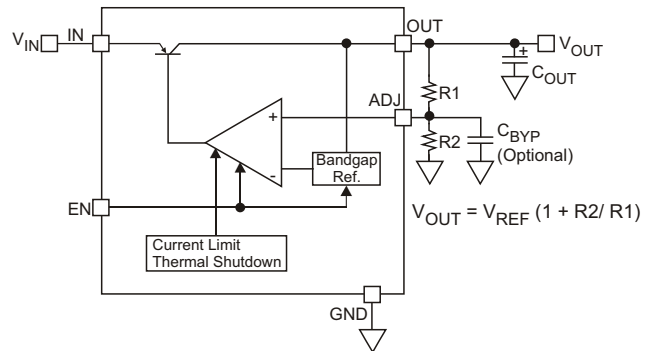 V_IN IN OUT V_OUT
C_OUT
R1
ADJ
R2 C_BYP
(Optional)
+
-
Bandgap
Ref.
EN
V_OUT = V_REF (1 + R2/ R1)
Current Limit
Thermal Shutdown
GND